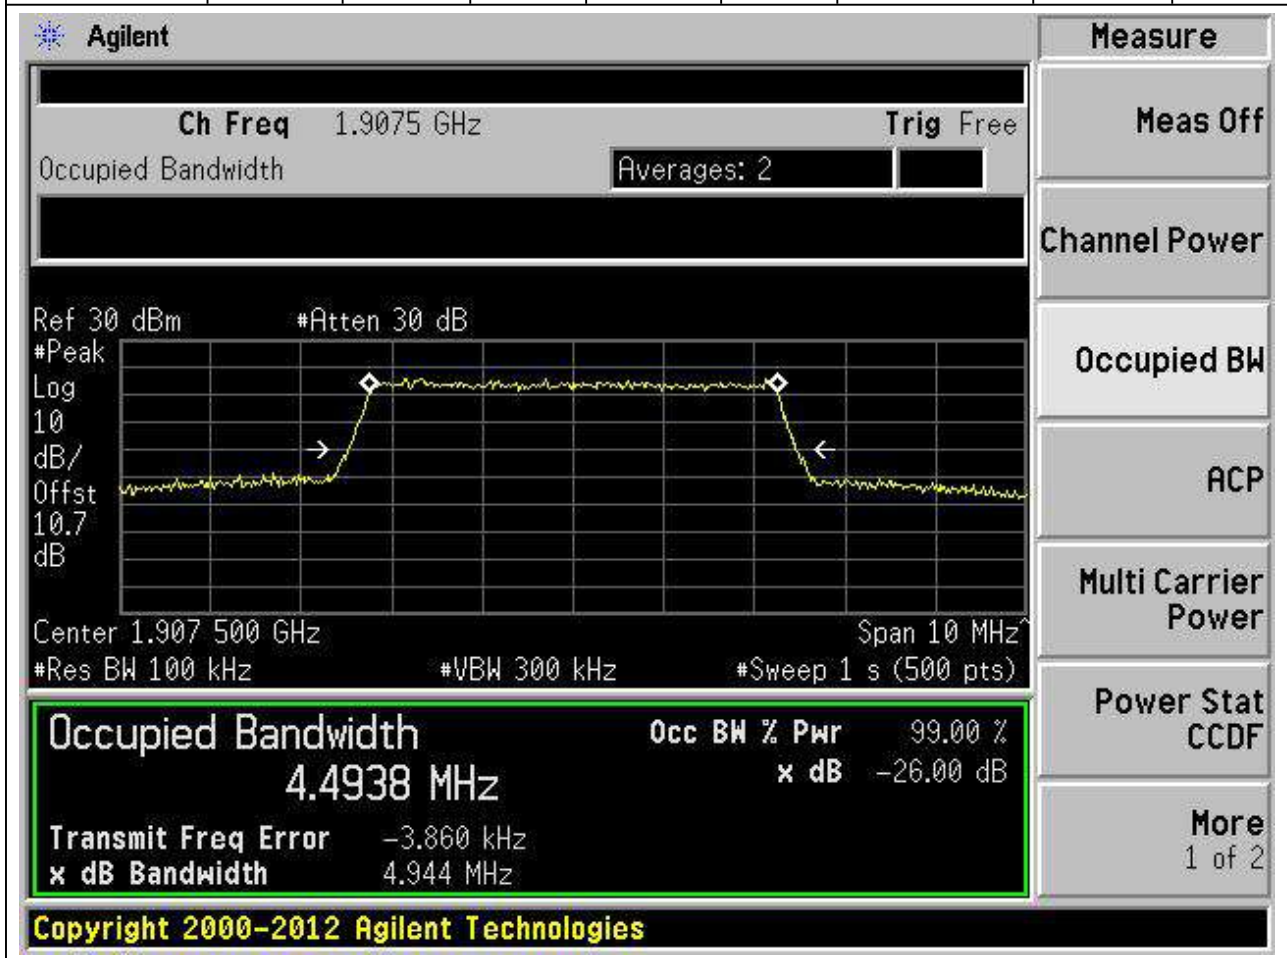 Agilent
Measure
Ch Freq 1.9075 GHz Trig Free
Occupied Bandwidth Averages: 2
Meas Off
Channel Power
Occupied BW
ACP
Multi Carrier
Power
Power Stat
CCDF
More
1 of 2
Ref 30 dBm #Atten 30 dB
#Peak
Log
10
dB/
Offst
10.7
dB
Center 1.907 500 GHz Span 10 MHz^
#Res BW 100 kHz #VBW 300 kHz #Sweep 1 s (500 pts)
Occupied Bandwidth Occ BW % Pwr 99.00 %
4.4938 MHz x dB -26.00 dB
Transmit Freq Error -3.860 kHz
x dB Bandwidth 4.944 MHz
Copyright 2000-2012 Agilent Technologies